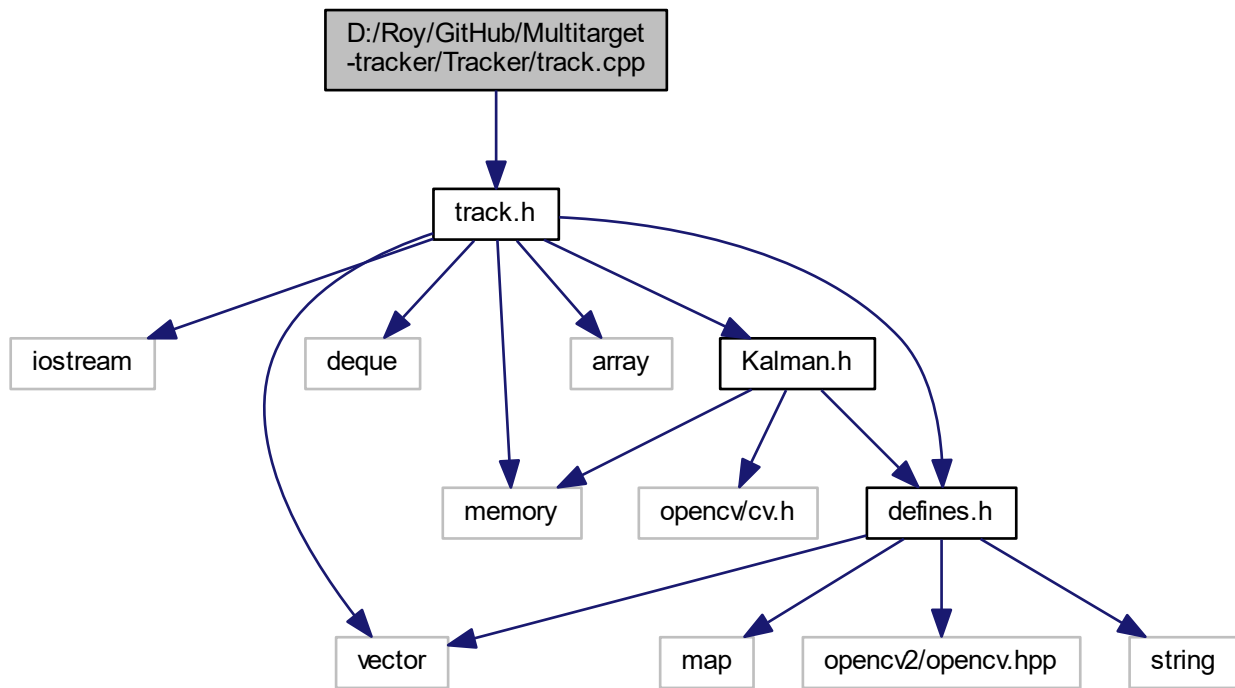 D:/Roy/GitHub/Multitarget
-tracker/Tracker/track.cpp
track.h
iostream
deque
array
Kalman.h
memory
opencv/cv.h
defines.h
vector
map
opencv2/opencv.hpp
string